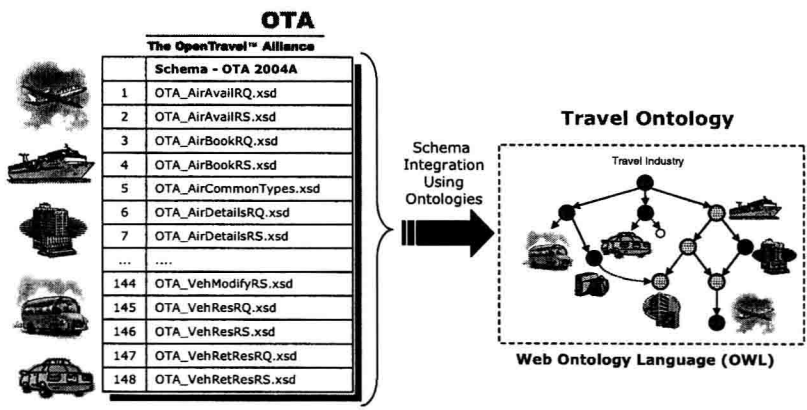 OTA
The OpenTravel™ Alliance
Schema - OTA 2004A
1 OTA_AirAvailRQ.xsd
2 OTA_AirAvailRS.xsd
3 OTA_AirBookRQ.xsd
4 OTA_AirBookRS.xsd
5 OTA_AirCommonTypes.xsd
6 OTA_AirDetailsRQ.xsd
7 OTA_AirDetailsRS.xsd
... ....
144 OTA_VehModifyRS.xsd
145 OTA_VehResRQ.xsd
146 OTA_VehResRS.xsd
147 OTA_VehRetResRQ.xsd
148 OTA_VehRetResRS.xsd
Schema
Integration
Using
Ontologies
Travel Ontology
Travel Industry
Web Ontology Language (OWL)